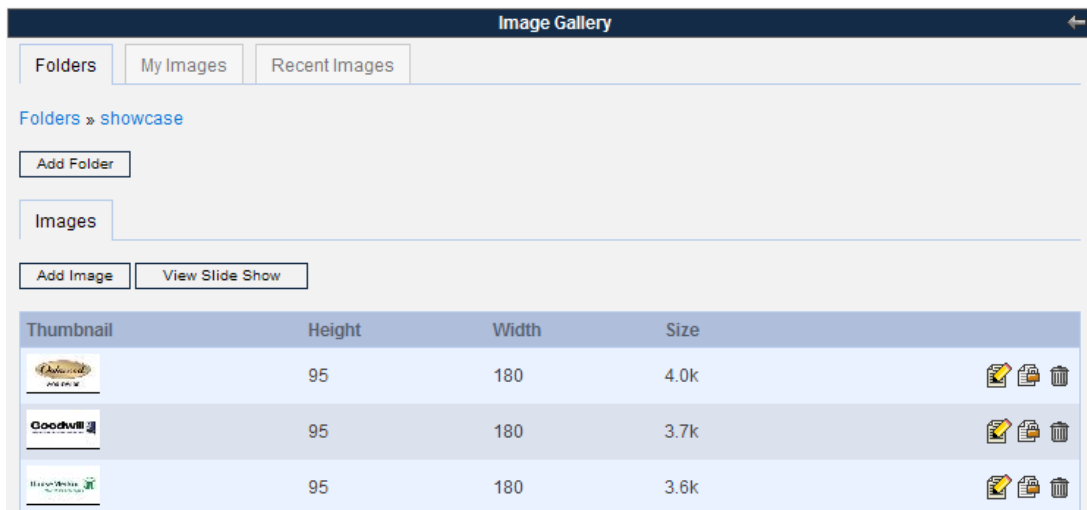 Image Gallery
Folders My Images Recent Images
Folders » showcase
Add Folder
Images
Add Image View Slide Show
Thumbnail Height Width Size
95 180 4.0k
Goodwill 95 180 3.7k
95 180 3.6k